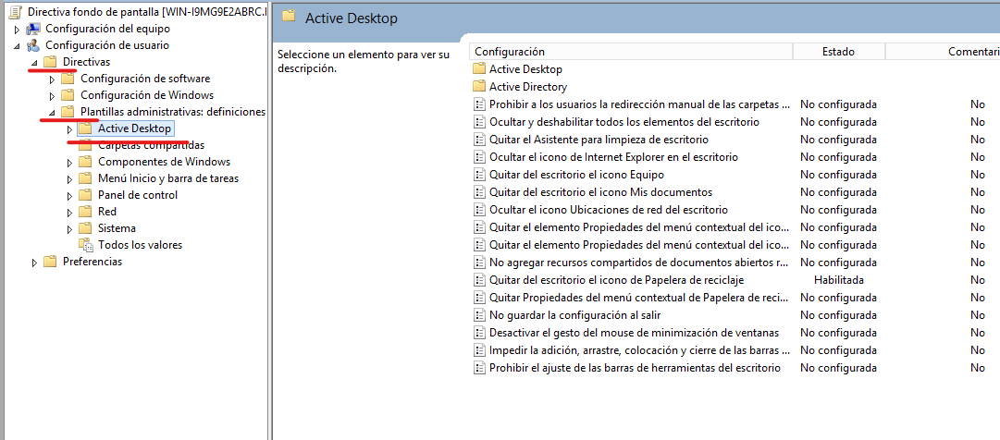 Directiva fondo de pantalla [WIN-I9MG9E2ABRC.
Configuración del equipo
Configuración de usuario
Directivas
Configuración de software
Configuración de Windows
Plantillas administrativas: definiciones
Active Desktop
Carpetas compartidas
Componentes de Windows
Menú Inicio y barra de tareas
Panel de control
Red
Sistema
Todos los valores
Preferencias
Active Desktop
Seleccione un elemento para ver su
descripción.
Configuración Estado Comentari
Active Desktop
Active Directory
Prohibir a los usuarios la redirección manual de las carpetas ... No configurada No
Ocultar y deshabilitar todos los elementos del escritorio No configurada No
Quitar el Asistente para limpieza de escritorio No configurada No
Ocultar el icono de Internet Explorer en el escritorio No configurada No
Quitar del escritorio el icono Equipo No configurada No
Quitar del escritorio el icono Mis documentos No configurada No
Ocultar el icono Ubicaciones de red del escritorio No configurada No
Quitar el elemento Propiedades del menú contextual del ico... No configurada No
Quitar el elemento Propiedades del menú contextual del ico... No configurada No
No agregar recursos compartidos de documentos abiertos r... No configurada No
Quitar del escritorio el icono de Papelera de reciclaje Habilitada No
Quitar Propiedades del menú contextual de Papelera de reci... No configurada No
No guardar la configuración al salir No configurada No
Desactivar el gesto del mouse de minimización de ventanas No configurada No
Impedir la adición, arrastre, colocación y cierre de las barras ... No configurada No
Prohibir el ajuste de las barras de herramientas del escritorio No configurada No